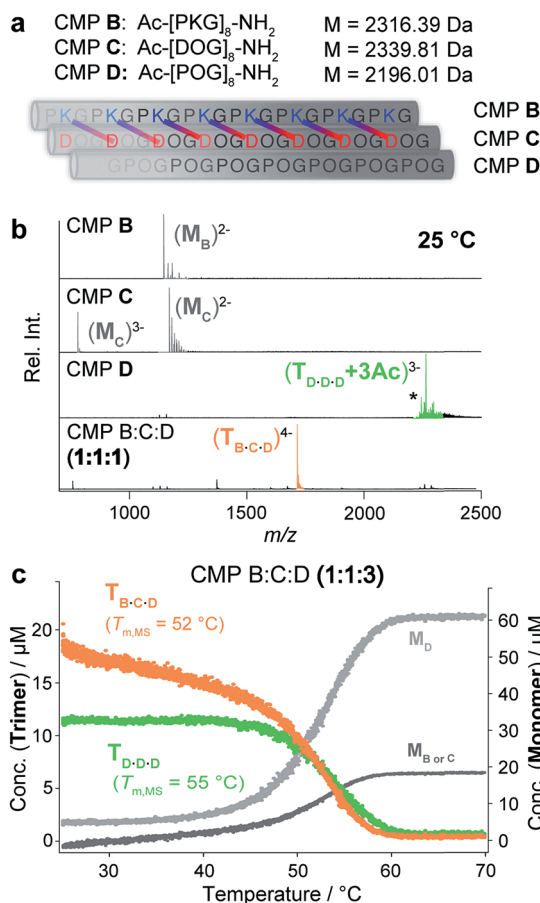 a
CMP B: Ac-[PKG]8-NH2 M = 2316.39 Da
CMP C: Ac-[DOG]8-NH2 M = 2339.81 Da
CMP D: Ac-[POG]8-NH2 M = 2196.01 Da
PKGPKGPKGPKGPKGPKGPKGPKG CMP B
DOGDOGDOGDOGDOGDOGDOGDOG CMP C
GPOGPOGPOGPOGPOGPOG CMP D
b
CMP B (MB)2- 25 °C
CMP C (MC)3- (MC)2-
CMP D (TD·D·D+3Ac)3-
*
CMP B:C:D (TB·C·D)4-
(1:1:1)
Rel. Int.
1000 1500 2000 2500
m/z
c CMP B:C:D (1:1:3)
TB·C·D
(Tm,MS = 52 °C)
MD
TD·D·D
(Tm,MS = 55 °C)
MB or C
Conc. (Trimer) / µM
20
15
10
5
0
Conc. (Monomer) / µM
60
50
40
30
20
10
0
30 40 50 60 70
Temperature / °C